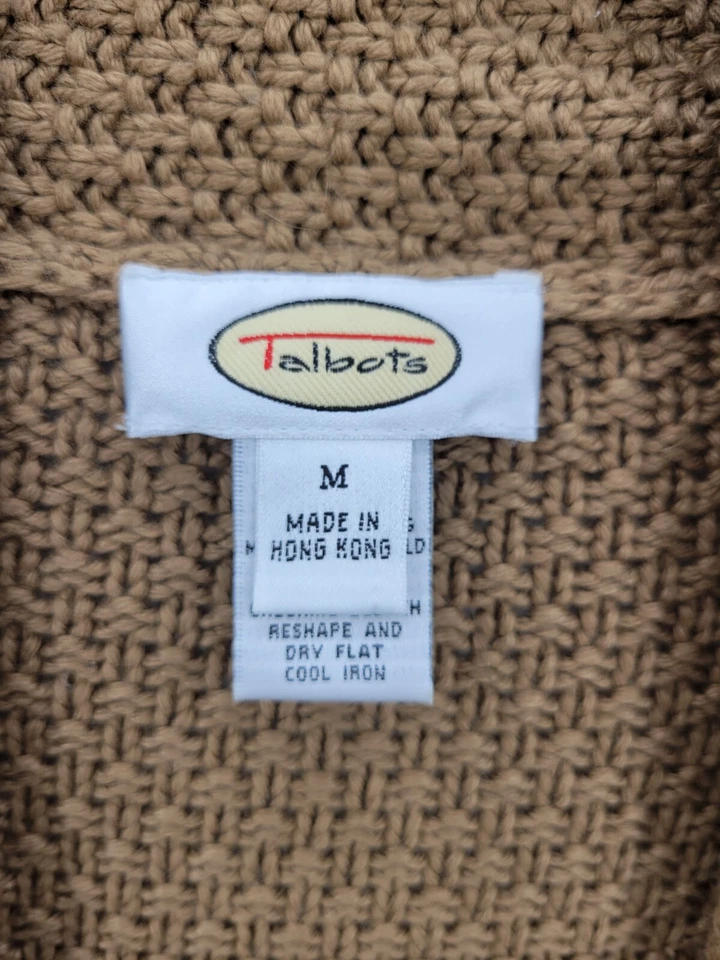 Talbots
M
MADE IN
HONG KONG
RESHAPE AND
DRY FLAT
COOL IRON